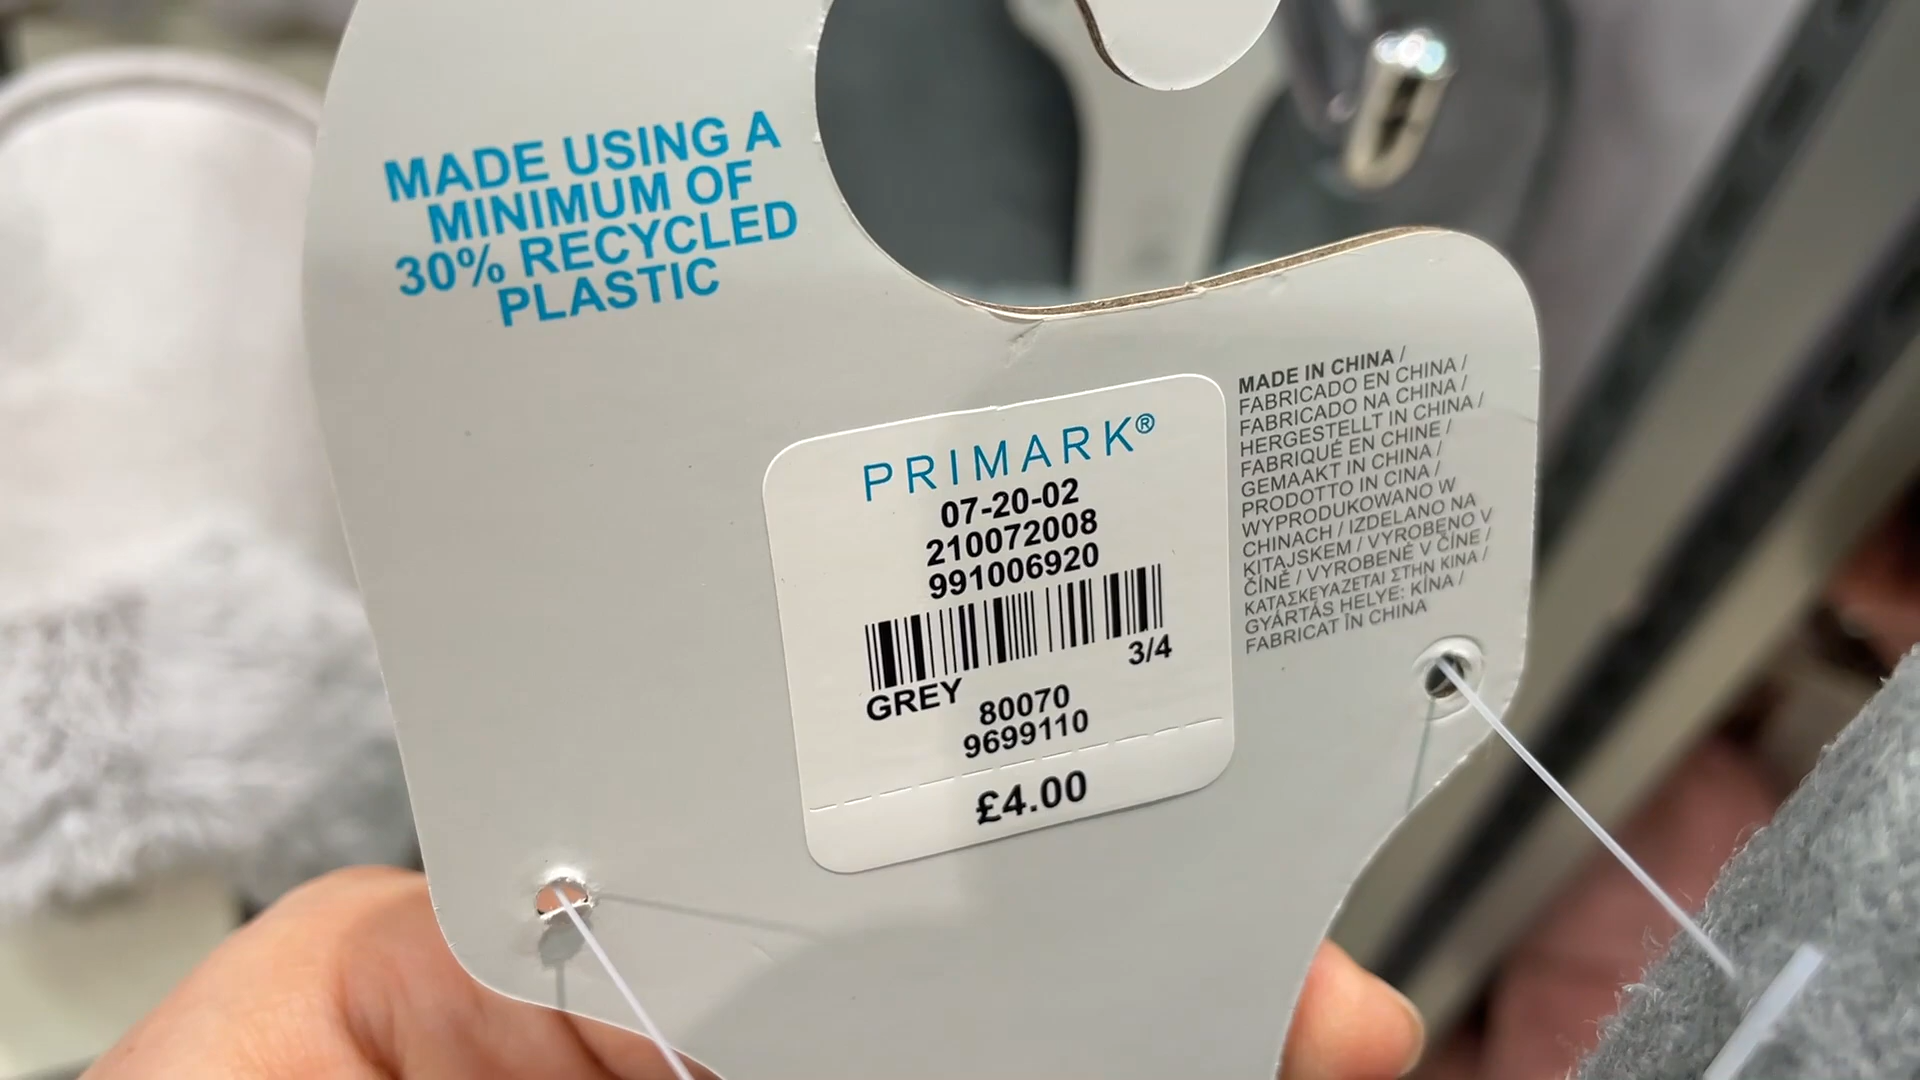 MADE USING A
MINIMUM OF
30% RECYCLED
PLASTIC
PRIMARK®
07-20-02
210072008
991006920
3/4
GREY
80070
9699110
£4.00
MADE IN CHINA /
FABRICADO EN CHINA /
FABRICADO NA CHINA /
HERGESTELLT IN CHINA /
FABRIQUÉ EN CHINE /
GEMAAKT IN CHINA /
PRODOTTO IN CINA /
WYPRODUKOWANO W
CHINACH / IZDELANO NA
KITAJSKEM / VYROBENO V
ČÍNĚ / VYROBENÉ V ČÍNE /
ΚΑΤΑΣΚΕΥΑΖΕΤΑΙ ΣΤΗΝ ΚΙΝΑ /
GYÁRTÁS HELYE: KÍNA /
FABRICAT ÎN CHINA